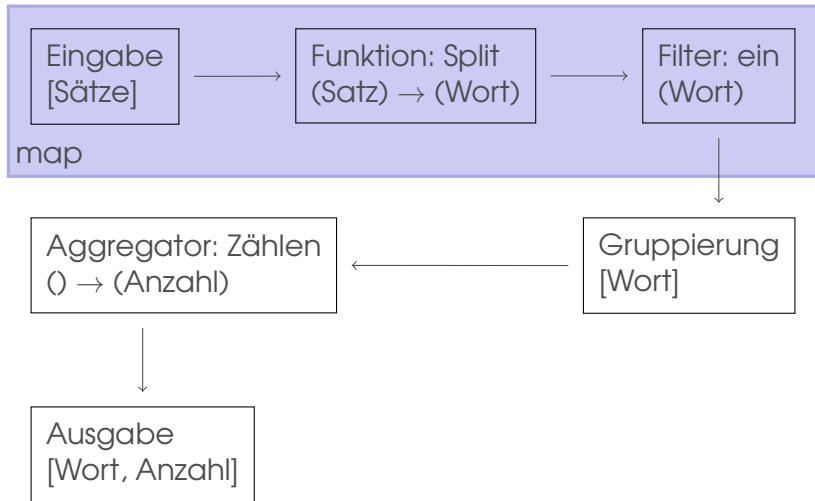 Eingabe
[Sätze]
Funktion: Split
(Satz) → (Wort)
Filter: ein
(Wort)
map
Gruppierung
[Wort]
Aggregator: Zählen
() → (Anzahl)
Ausgabe
[Wort, Anzahl]